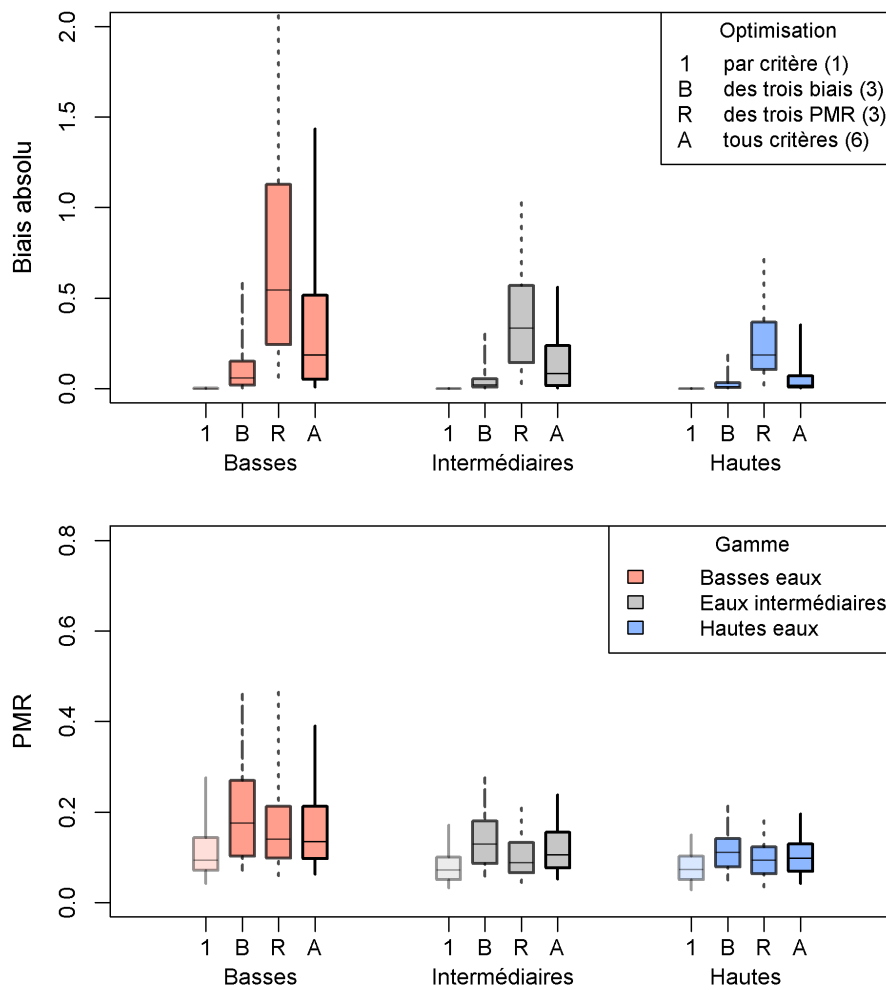 Biais absolu
2.0
1.5
1.0
0.5
0.0
Optimisation
1 par critère (1)
B des trois biais (3)
R des trois PMR (3)
A tous critères (6)
1 B R A 1 B R A 1 B R A
Basses Intermédiaires Hautes
PMR
0.8
0.6
0.4
0.2
0.0
Gamme
Basses eaux
Eaux intermédiaires
Hautes eaux
1 B R A 1 B R A 1 B R A
Basses Intermédiaires Hautes